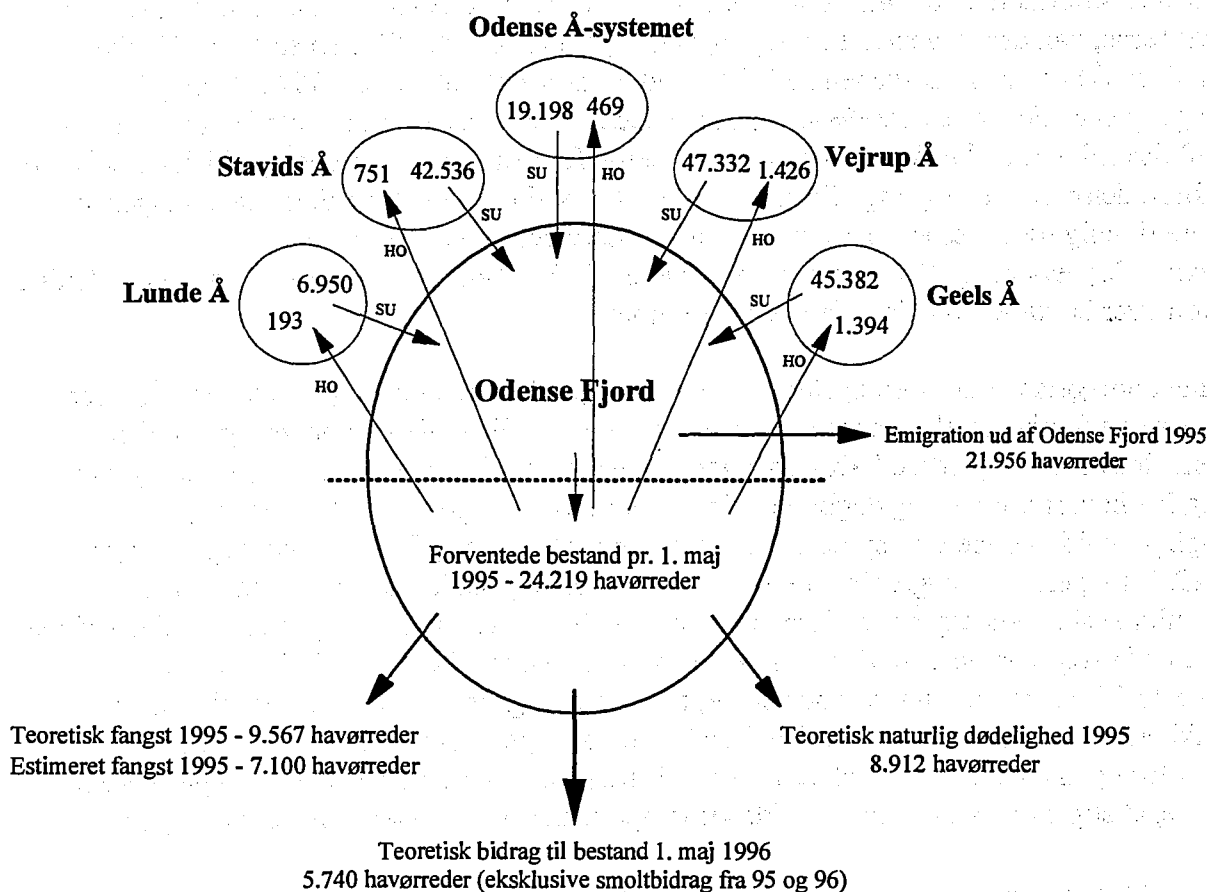 Odense Å-systemet
19.198 469
SU HO
Stavids Å
751 42.536
SU
HO
47.332 1.426
Vejrup Å
SU
HO
Lunde Å
6.950
193
SU
HO
45.382
1.394
Geels Å
SU
HO
Odense Fjord
Emigration ud af Odense Fjord 1995
21.956 havørreder
Forventede bestand pr. 1. maj
1995 - 24.219 havørreder
Teoretisk fangst 1995 - 9.567 havørreder
Estimeret fangst 1995 - 7.100 havørreder
Teoretisk naturlig dødelighed 1995
8.912 havørreder
Teoretisk bidrag til bestand 1. maj 1996
5.740 havørreder (eksklusive smoltbidrag fra 95 og 96)